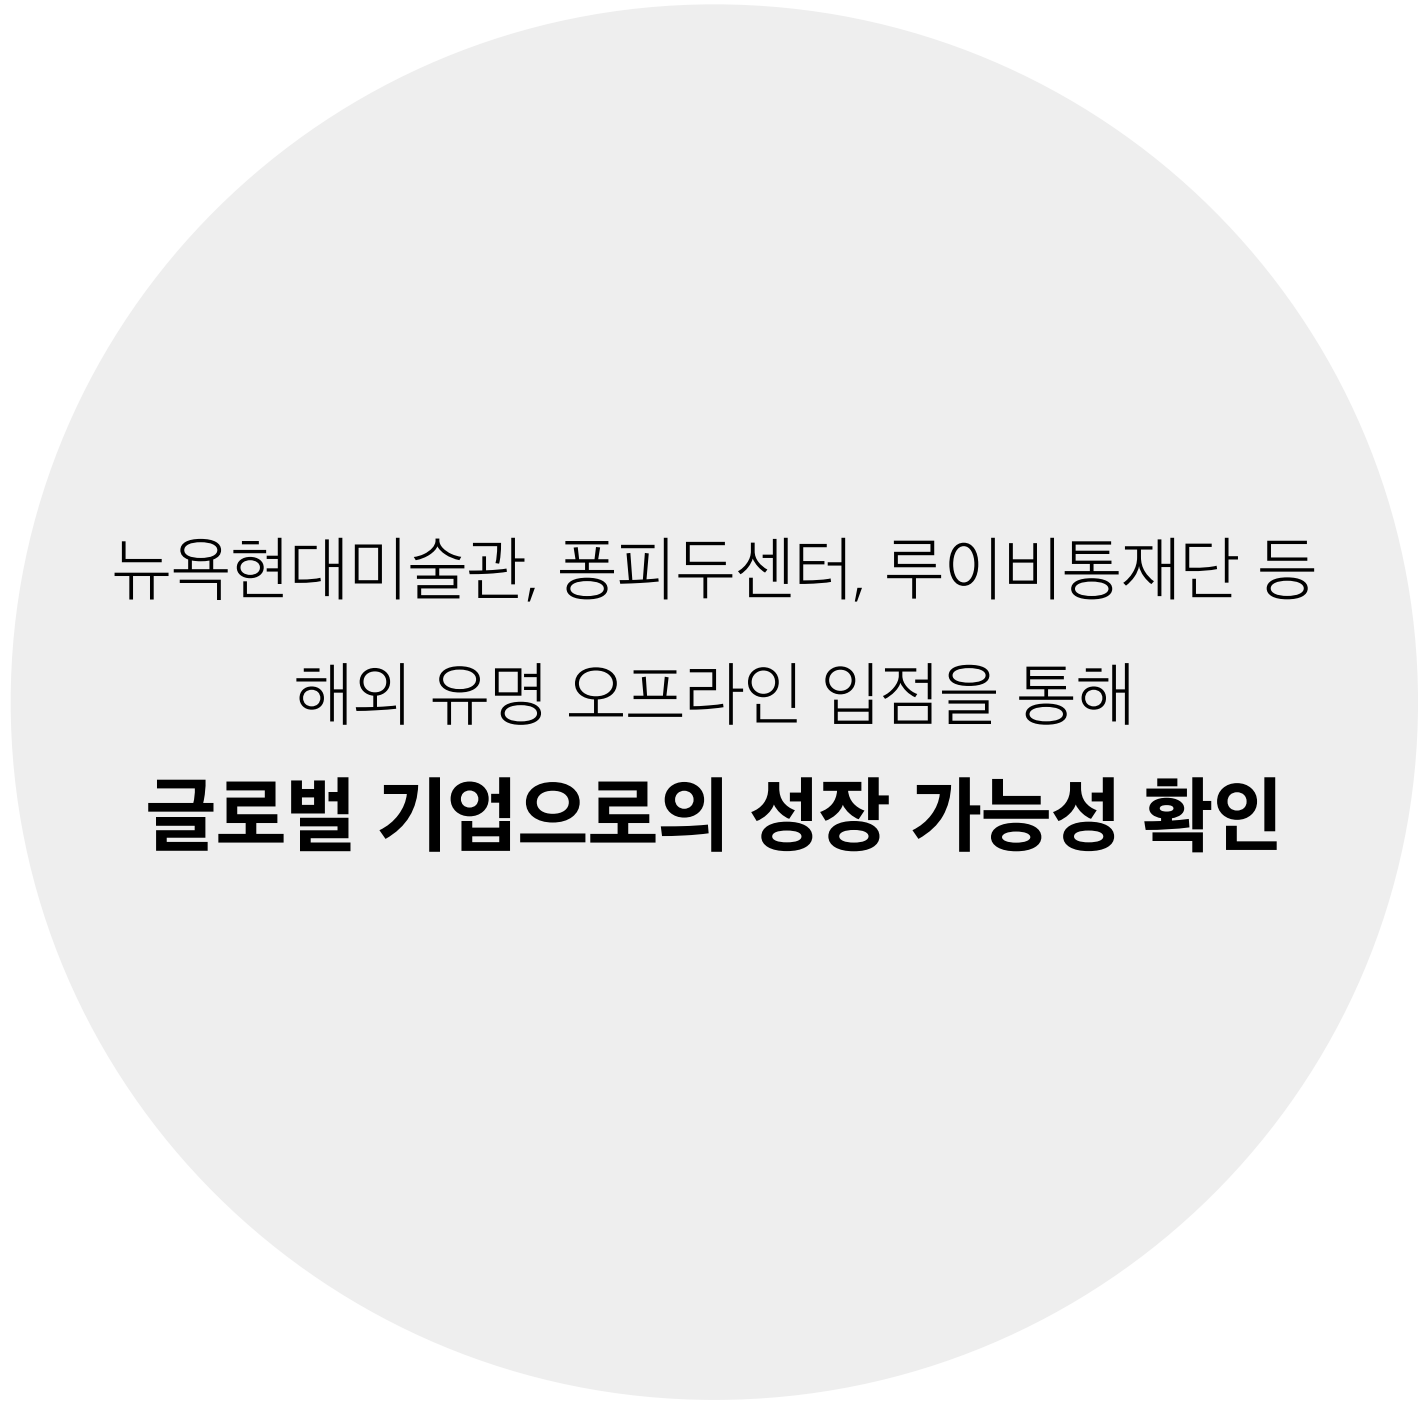 뉴욕현대미술관, 퐁피두센터, 루이비통재단 등
해외 유명 오프라인 입점을 통해
글로벌 기업으로의 성장 가능성 확인